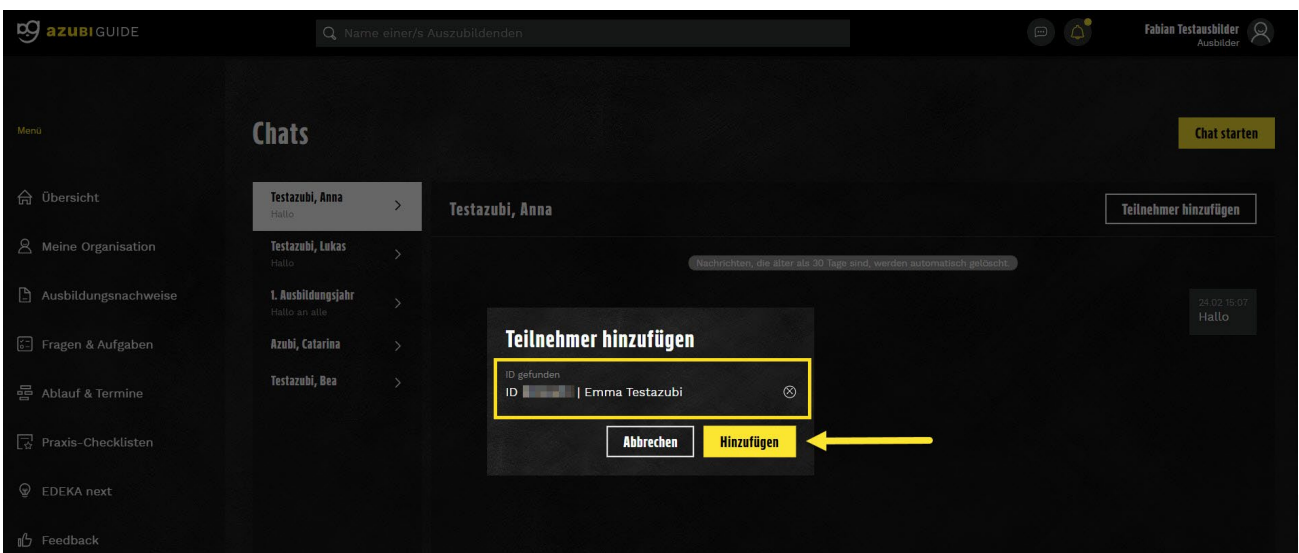 azubiGUIDE
Name einer/s Auszubildenden
Fabian Testausbilder
Ausbilder
Menü
Übersicht
Meine Organisation
Ausbildungsnachweise
Fragen & Aufgaben
Ablauf & Termine
Praxis-Checklisten
EDEKA next
Feedback
Chats
Chat starten
Testazubi, Anna
Hallo
Testazubi, Lukas
Hallo
1. Ausbildungsjahr
Hallo an alle
Azubi, Catarina
Testazubi, Bea
Testazubi, Anna
Teilnehmer hinzufügen
Nachrichten, die älter als 30 Tage sind, werden automatisch gelöscht.
24.02 15:07
Hallo
Teilnehmer hinzufügen
ID gefunden
ID | Emma Testazubi
Abbrechen
Hinzufügen